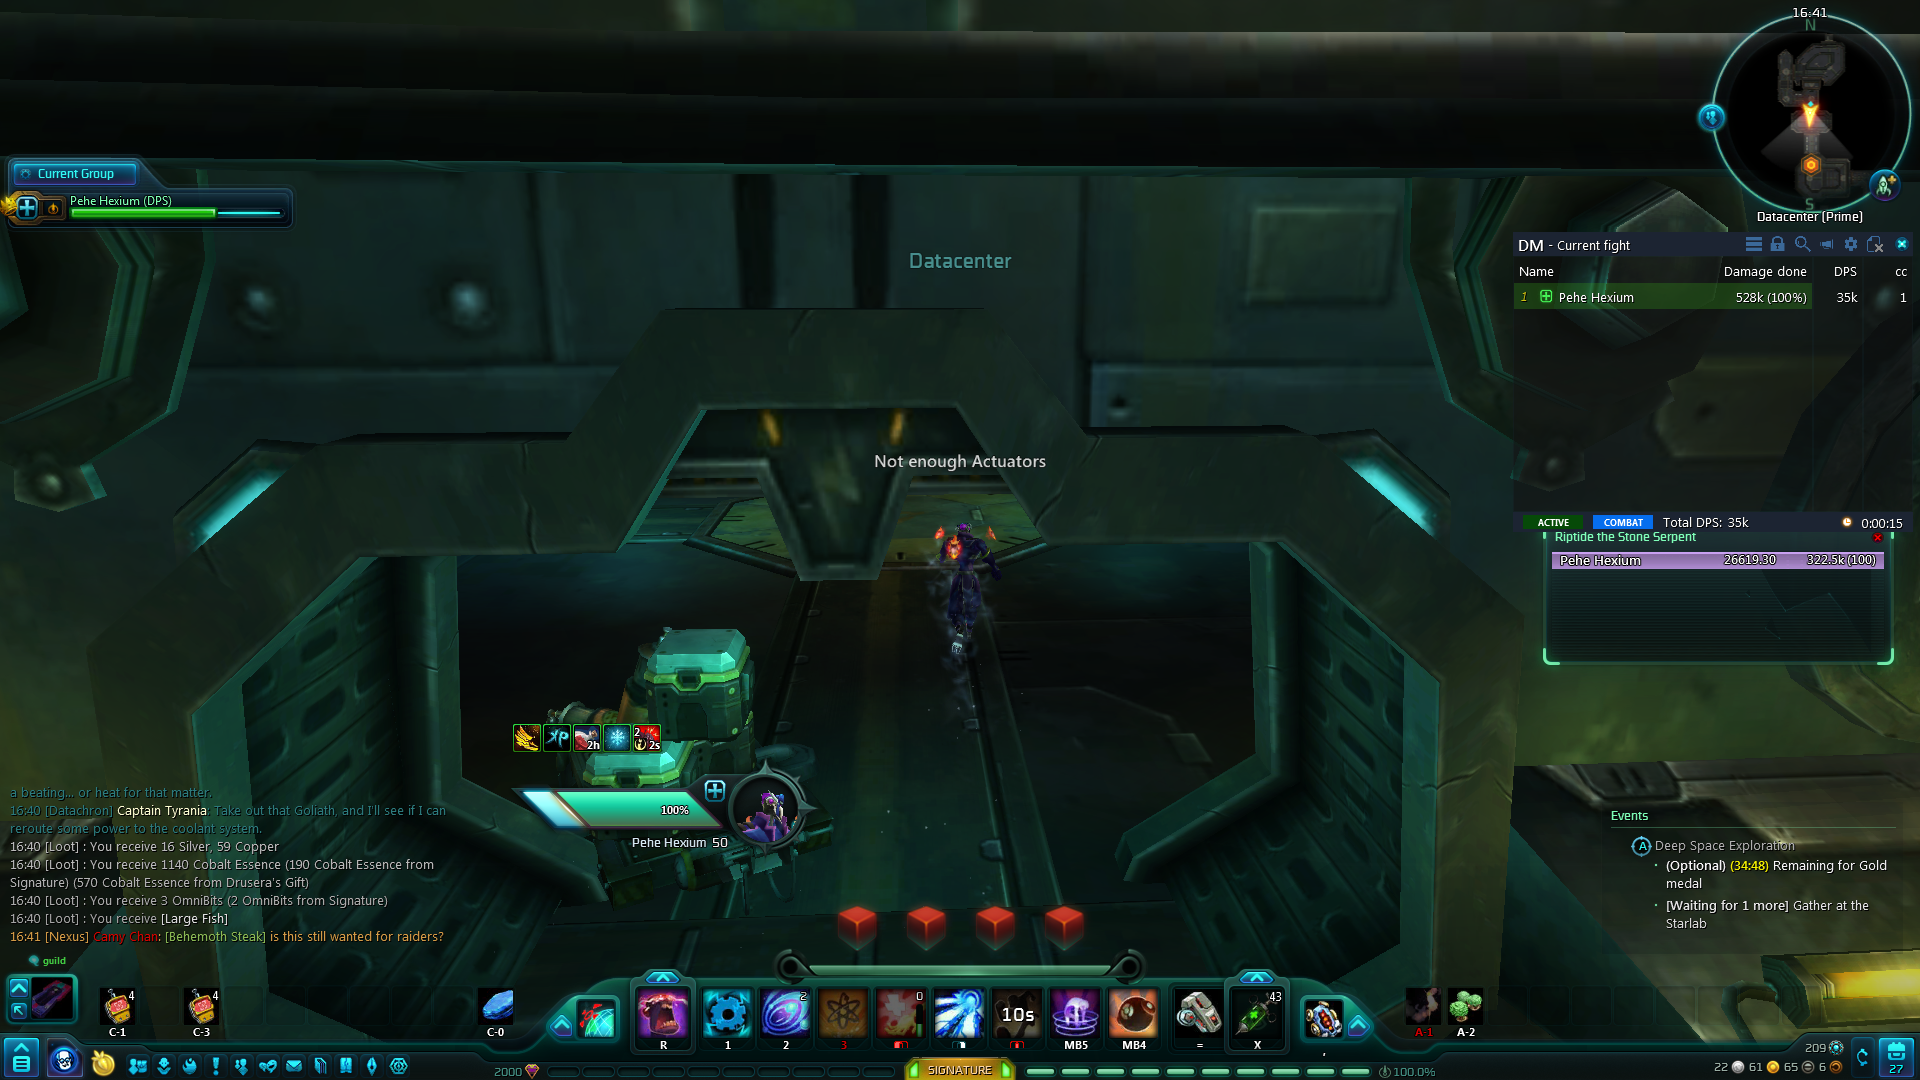 16:41
N
S
Datacenter (Prime)
Current Group
Pehe Hexium (DPS)
DM - Current fight
Name Damage done DPS cc
1 Pehe Hexium 528k (100%) 35k 1
Datacenter
Not enough Actuators
ACTIVE COMBAT Total DPS: 35k 0:00:15
Riptide the Stone Serpent
Pehe Hexium 26619.30 322.5k (100)
XP 2h 2 2s
100%
Pehe Hexium 50
a beating... or heat for that matter.
16:40 [Datachron] Captain Tyrania: Take out that Goliath, and I'll see if I can
reroute some power to the coolant system.
16:40 [Loot] : You receive 16 Silver, 59 Copper
16:40 [Loot] : You receive 1140 Cobalt Essence (190 Cobalt Essence from
Signature) (570 Cobalt Essence from Drusera's Gift)
16:40 [Loot] : You receive 3 OmniBits (2 OmniBits from Signature)
16:40 [Loot] : You receive [Large Fish]
16:41 [Nexus] Camy Chan: [Behemoth Steak] is this still wanted for raiders?
guild
Events
Deep Space Exploration
(Optional) (34:48) Remaining for Gold
medal
[Waiting for 1 more] Gather at the
Starlab
4 4 2 0 10s 43
C-1 C-3 C-0 R 1 2 3 MB5 MB4 = X A-1 A-2
2000 SIGNATURE 100.0%
209
22 61 65 6
27